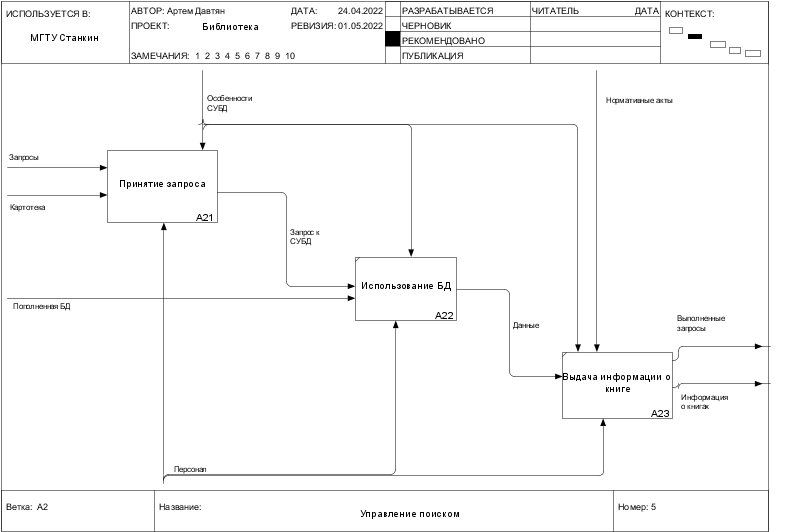 ИСПОЛЬЗУЕТСЯ В:
МГТУ Станкин
АВТОР: Артем Давтян
ДАТА: 24.04.2022
ПРОЕКТ: Библиотека
РЕВИЗИЯ: 01.05.2022
ЗАМЕЧАНИЯ: 1 2 3 4 5 6 7 8 9 10
РАЗРАБАТЫВАЕТСЯ
ЧЕРНОВИК
РЕКОМЕНДОВАНО
ПУБЛИКАЦИЯ
ЧИТАТЕЛЬ
ДАТА
КОНТЕКСТ:
Особенности
СУБД
Нормативные акты
Запросы
Картотека
Принятие запроса
A21
Запрос к
СУБД
Пополненная БД
Использование БД
A22
Данные
Выполненные
запросы
Выдача информации о
книге
A23
Информация
о книгах
Персонал
Ветка: A2
Название:
Управление поиском
Номер: 5